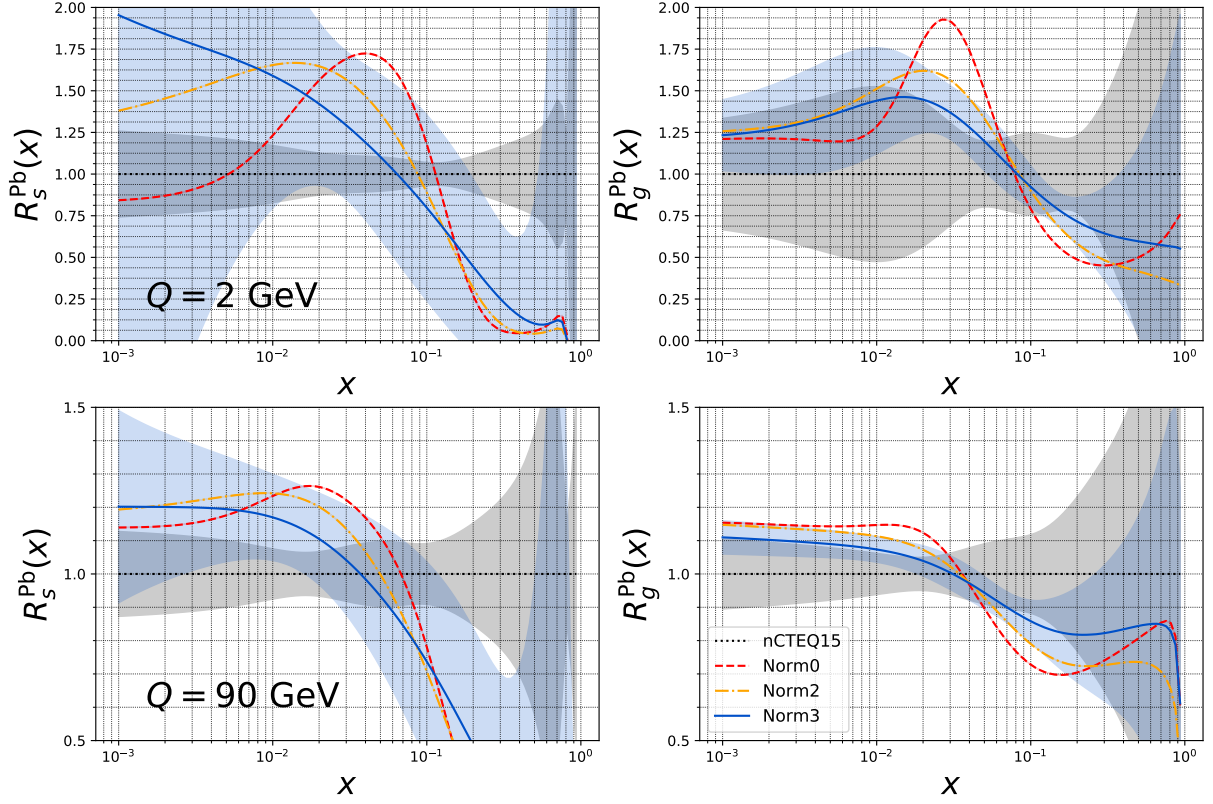 2.00
1.75
1.50
1.25
1.00
0.75
0.50
0.25
0.00
R_s^Pb(x)
Q = 2 GeV
10^−3
10^−2
10^−1
10^0
x
2.00
1.75
1.50
1.25
1.00
0.75
0.50
0.25
0.00
R_g^Pb(x)
10^−3
10^−2
10^−1
10^0
x
1.5
1.0
0.5
R_s^Pb(x)
Q = 90 GeV
10^−3
10^−2
10^−1
10^0
x
1.5
1.0
0.5
R_g^Pb(x)
nCTEQ15
Norm0
Norm2
Norm3
10^−3
10^−2
10^−1
10^0
x